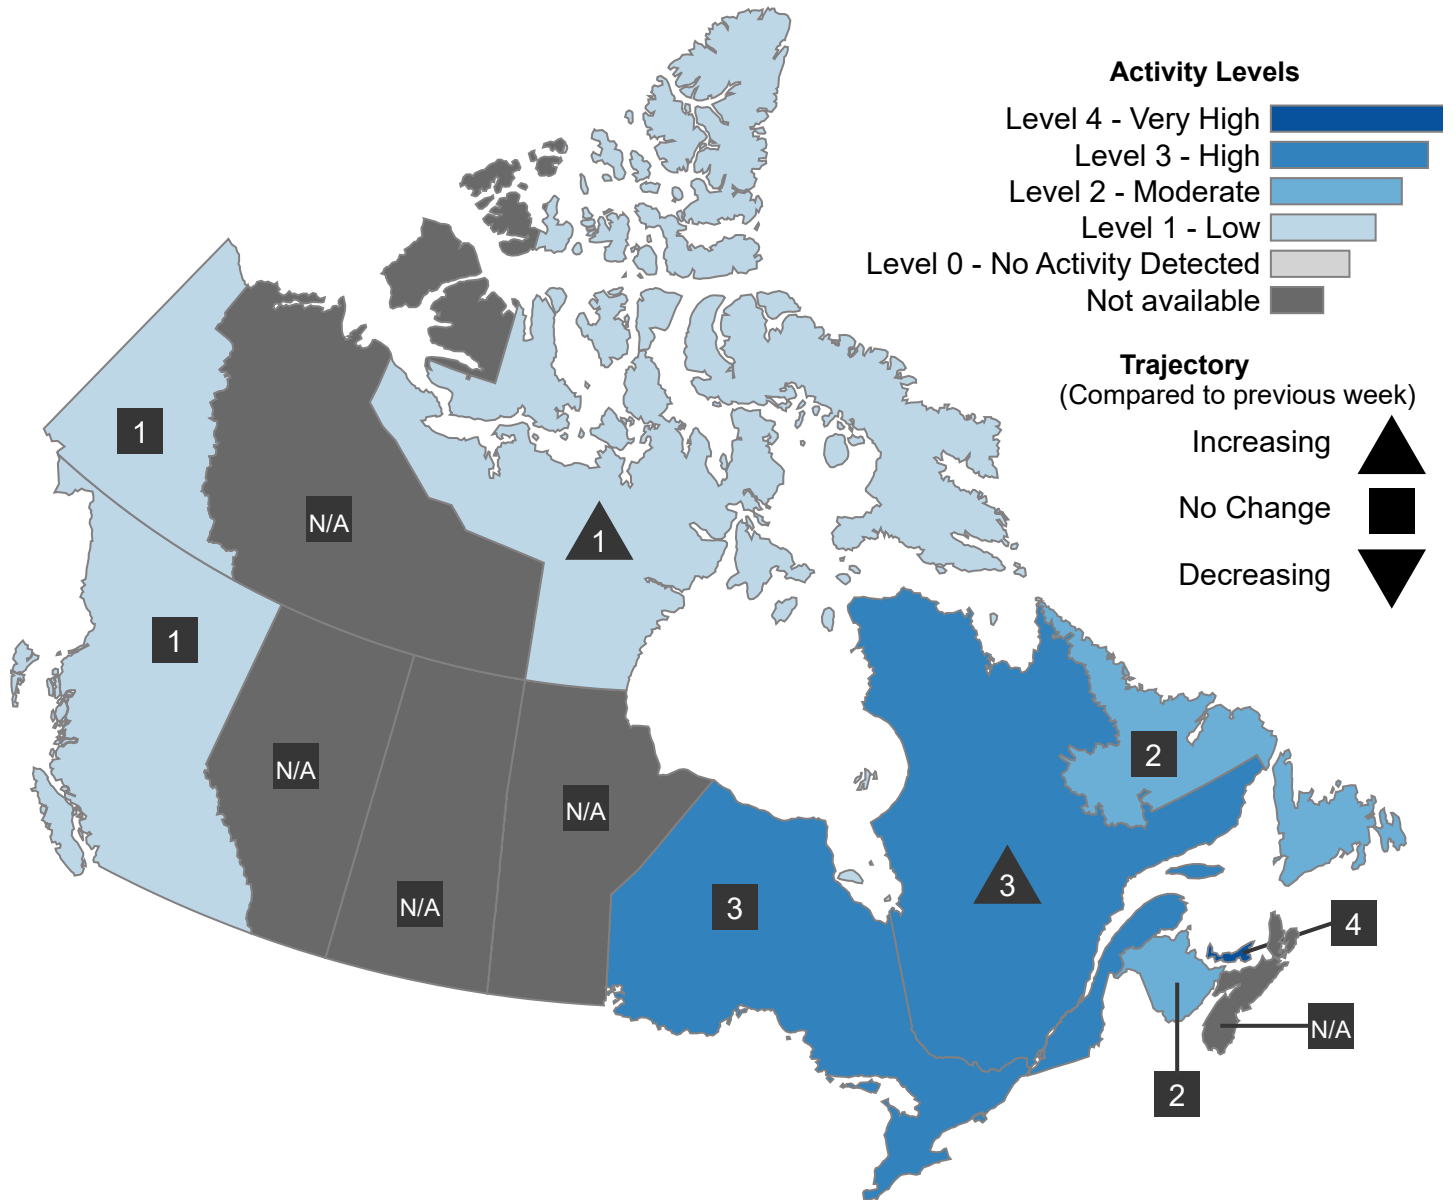 Activity Levels
Level 4 - Very High
Level 3 - High
Level 2 - Moderate
Level 1 - Low
Level 0 - No Activity Detected
Not available
Trajectory
(Compared to previous week)
Increasing
No Change
Decreasing
1
N/A
1
1
N/A
N/A
N/A
3
3
2
4
N/A
2